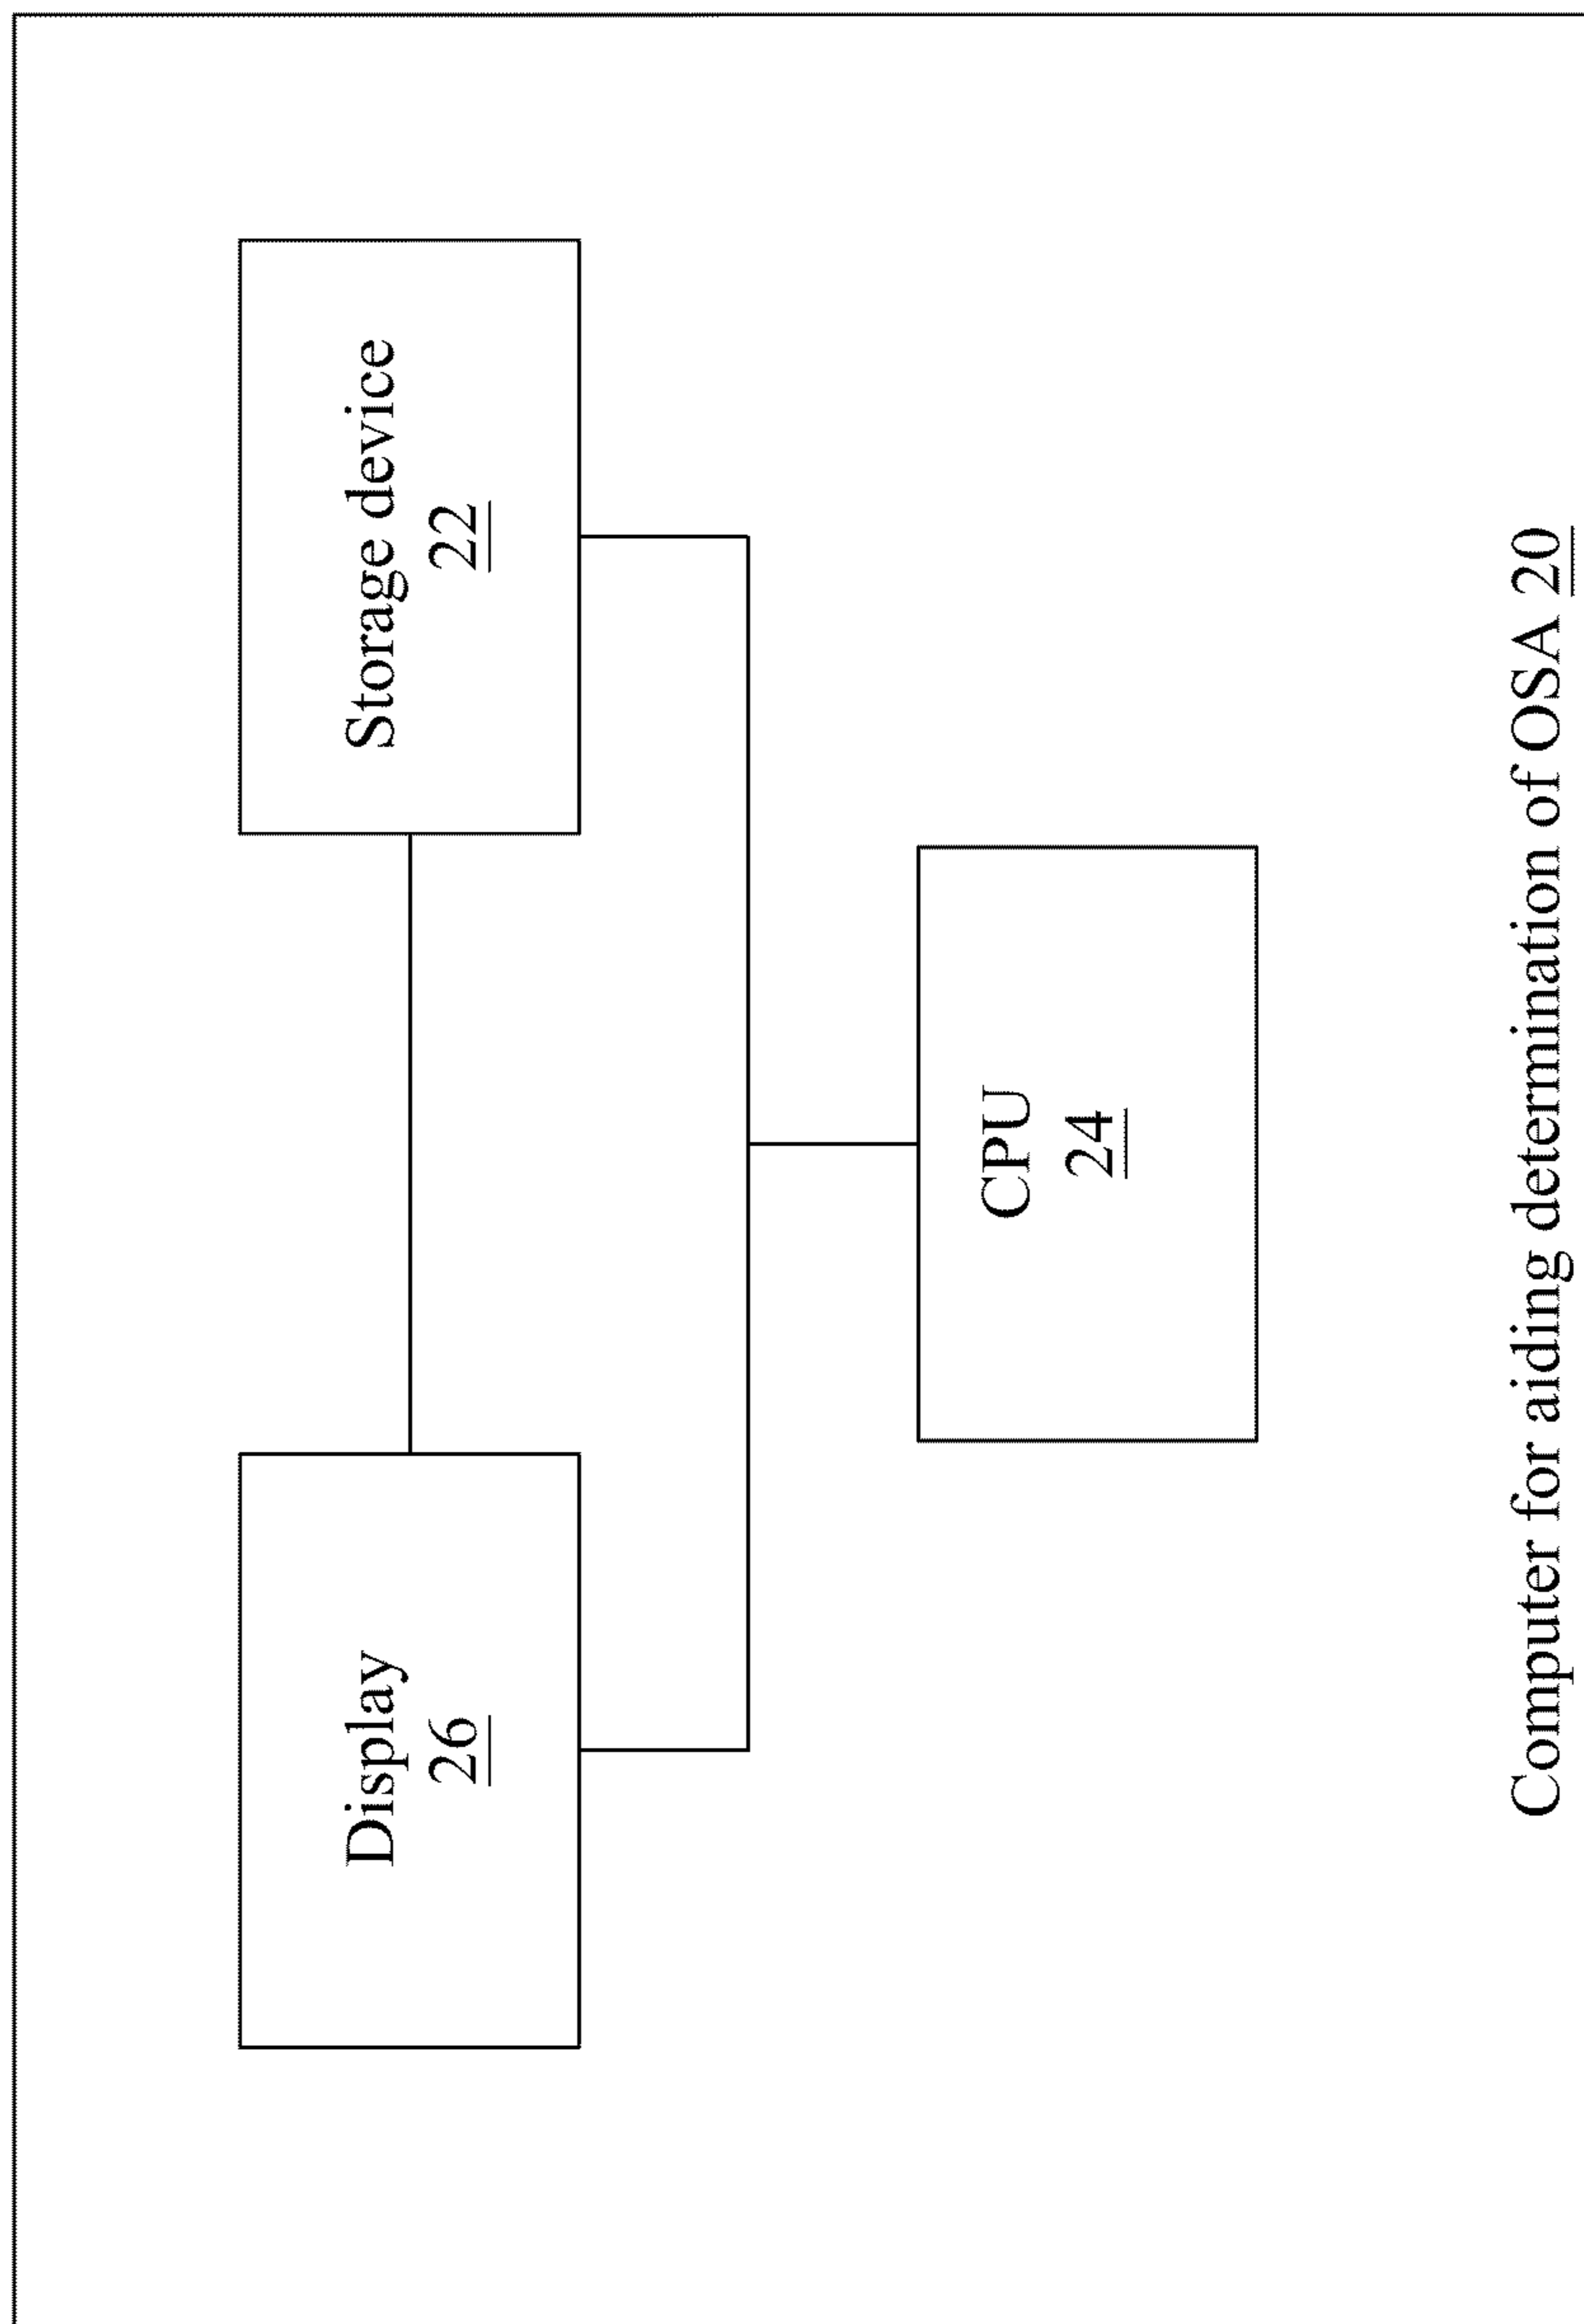 Display
26
Storage device
22
CPU
24
Computer for aiding determination of OSA 20